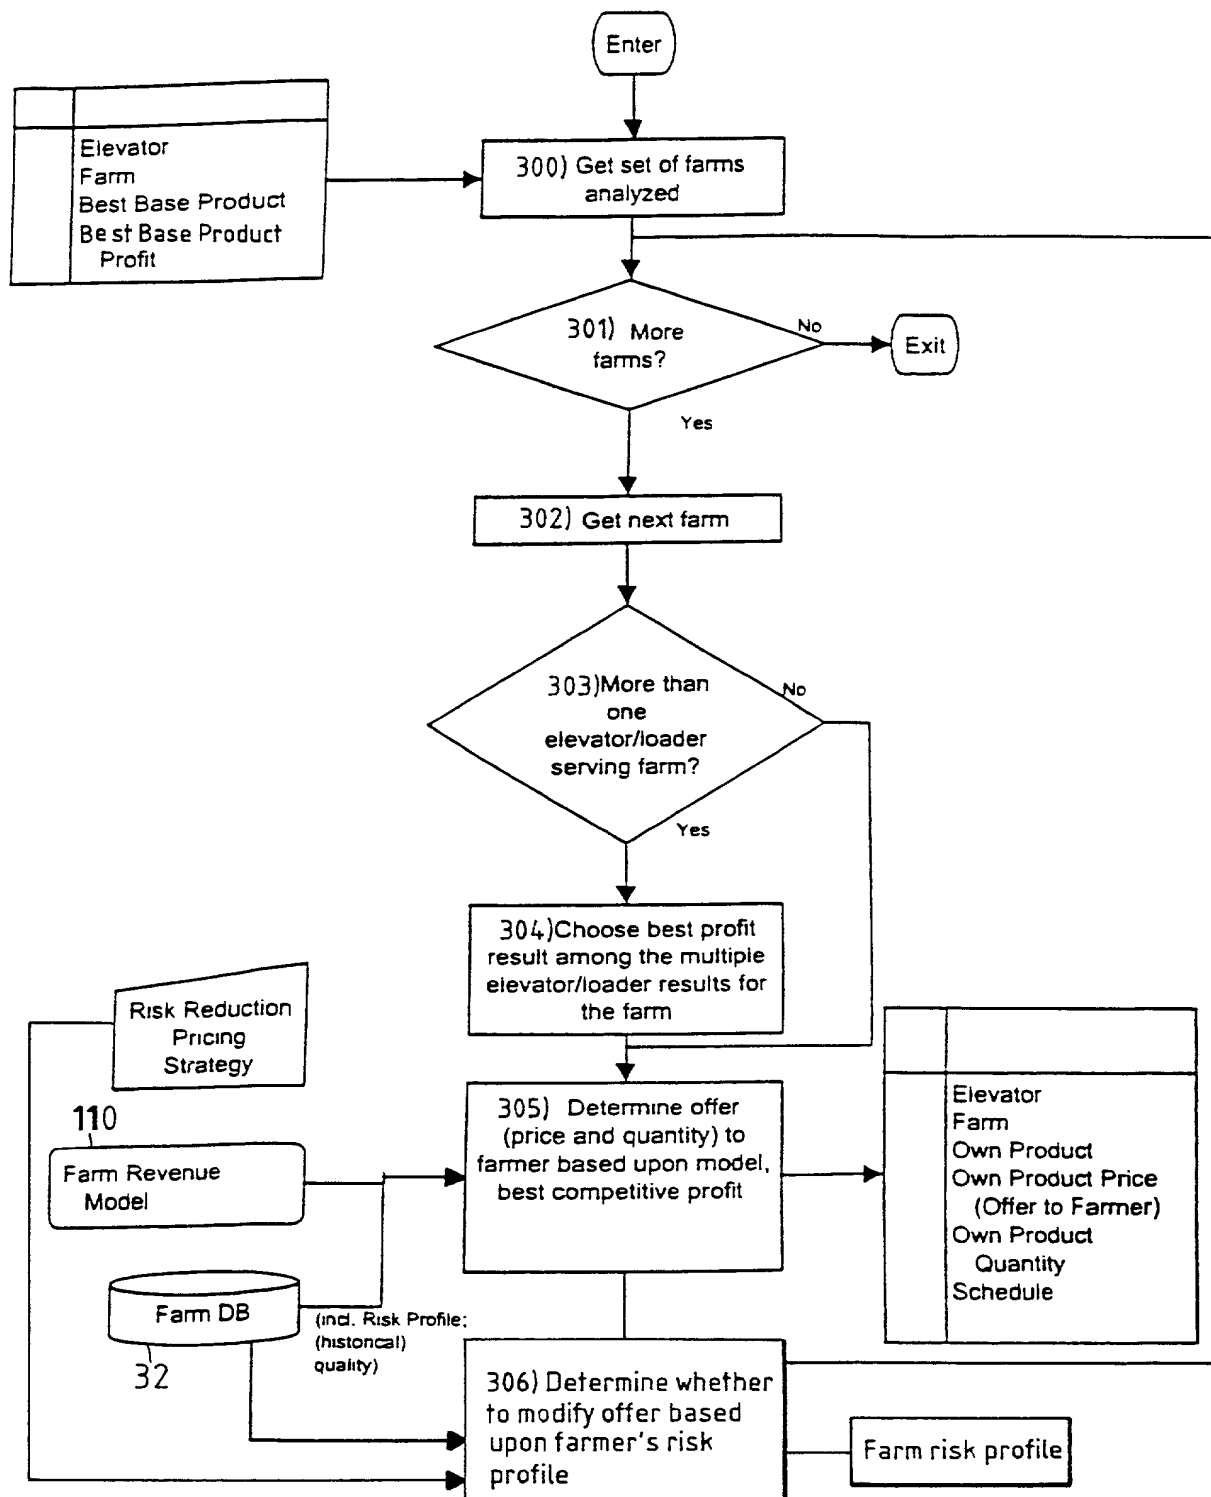 Enter
Elevator
Farm
Best Base Product
Best Base Product
Profit
300) Get set of farms
analyzed
301) More
farms?
No
Exit
Yes
302) Get next farm
303)More than
one
elevator/loader
serving farm?
No
Yes
304)Choose best profit
result among the multiple
elevator/loader results for
the farm
Risk Reduction
Pricing
Strategy
110
Farm Revenue
Model
305) Determine offer
(price and quantity) to
farmer based upon model,
best competitive profit
Elevator
Farm
Own Product
Own Product Price
(Offer to Farmer)
Own Product
Quantity
Schedule
Farm DB
(incl. Risk Profile;
(historical)
quality)
32
306) Determine whether
to modify offer based
upon farmer's risk
profile
Farm risk profile